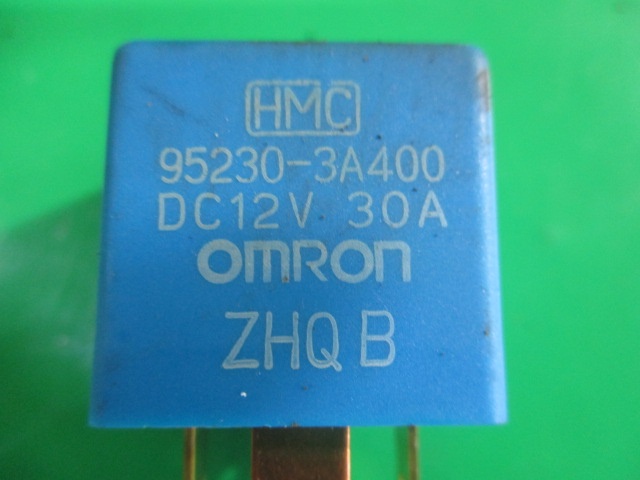 HMC
95230-3A400
DC12V 30A
omron
ZHQ B